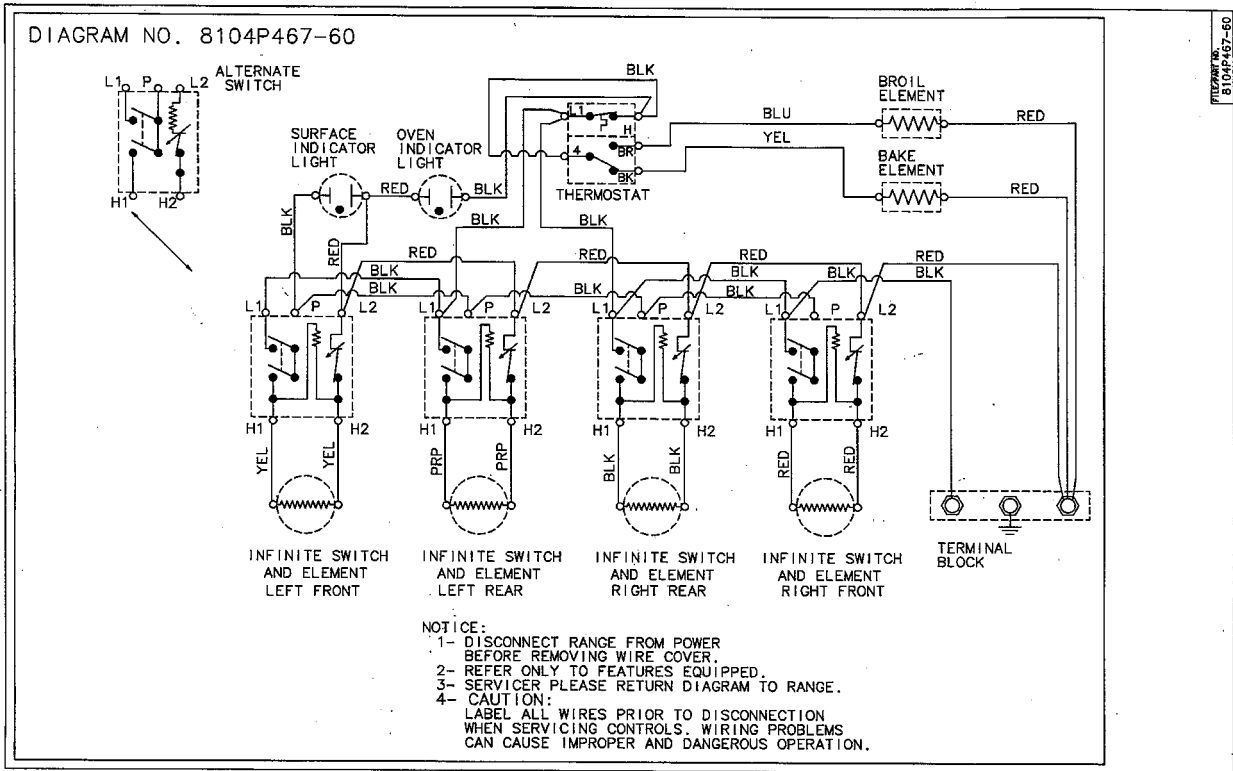 DIAGRAM NO. 8104P467-60
FILE/PART NO.
8104P467-60
L1 P L2
ALTERNATE
SWITCH
H1 H2
SURFACE
INDICATOR
LIGHT
OVEN
INDICATOR
LIGHT
BLK
L1
H
4
BR
BK
THERMOSTAT
BLU
YEL
BROIL
ELEMENT
RED
BAKE
ELEMENT
RED
RED
BLK
BLK
RED
BLK
BLK
RED
BLK
BLK
RED
BLK
BLK
RED
BLK
BLK
RED
BLK
L1 P L2
L1 P L2
L1 P L2
L1 P L2
H1 H2
H1 H2
H1 H2
H1 H2
YEL YEL
PRP PRP
BLK BLK
RED RED
INFINITE SWITCH
AND ELEMENT
LEFT FRONT
INFINITE SWITCH
AND ELEMENT
LEFT REAR
INFINITE SWITCH
AND ELEMENT
RIGHT REAR
INFINITE SWITCH
AND ELEMENT
RIGHT FRONT
TERMINAL
BLOCK
NOTICE:
1- DISCONNECT RANGE FROM POWER
BEFORE REMOVING WIRE COVER.
2- REFER ONLY TO FEATURES EQUIPPED.
3- SERVICER PLEASE RETURN DIAGRAM TO RANGE.
4- CAUTION:
LABEL ALL WIRES PRIOR TO DISCONNECTION
WHEN SERVICING CONTROLS. WIRING PROBLEMS
CAN CAUSE IMPROPER AND DANGEROUS OPERATION.